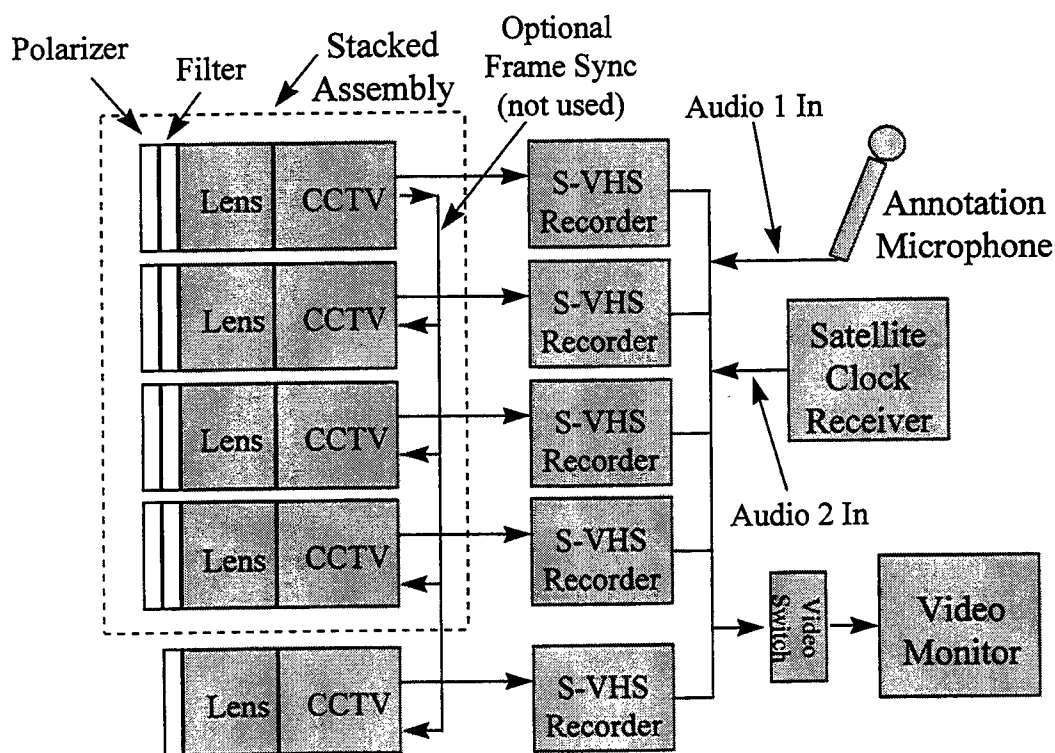 Polarizer
Filter
Stacked
Assembly
Optional
Frame Sync
(not used)
Audio 1 In
Annotation
Microphone
Lens
CCTV
S-VHS
Recorder
Lens
CCTV
S-VHS
Recorder
Satellite
Clock
Receiver
Lens
CCTV
S-VHS
Recorder
Audio 2 In
Lens
CCTV
S-VHS
Recorder
Video
Switch
Video
Monitor
Lens
CCTV
S-VHS
Recorder